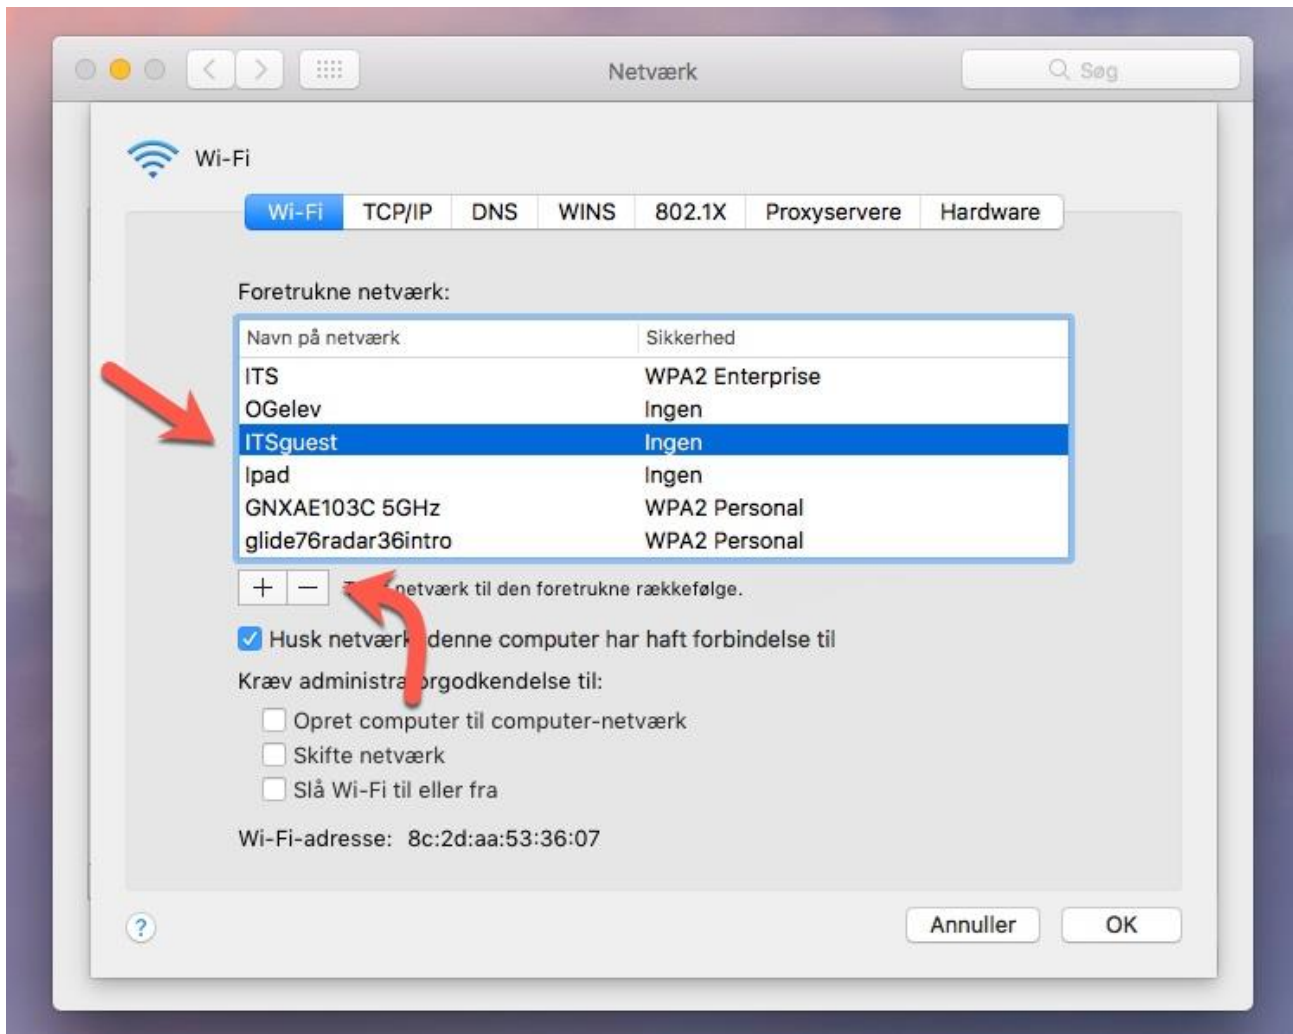 Netværk
Søg
Wi-Fi
Wi-Fi TCP/IP DNS WINS 802.1X Proxyservere Hardware
Foretrukne netværk:
Navn på netværk Sikkerhed
ITS WPA2 Enterprise
OGelev Ingen
ITSguest Ingen
Ipad Ingen
GNXAE103C 5GHz WPA2 Personal
glide76radar36intro WPA2 Personal
+ − netværk til den foretrukne rækkefølge.
Husk netværk denne computer har haft forbindelse til
Kræv administratorgodkendelse til:
Opret computer til computer-netværk
Skifte netværk
Slå Wi-Fi til eller fra
Wi-Fi-adresse: 8c:2d:aa:53:36:07
? Annuller OK